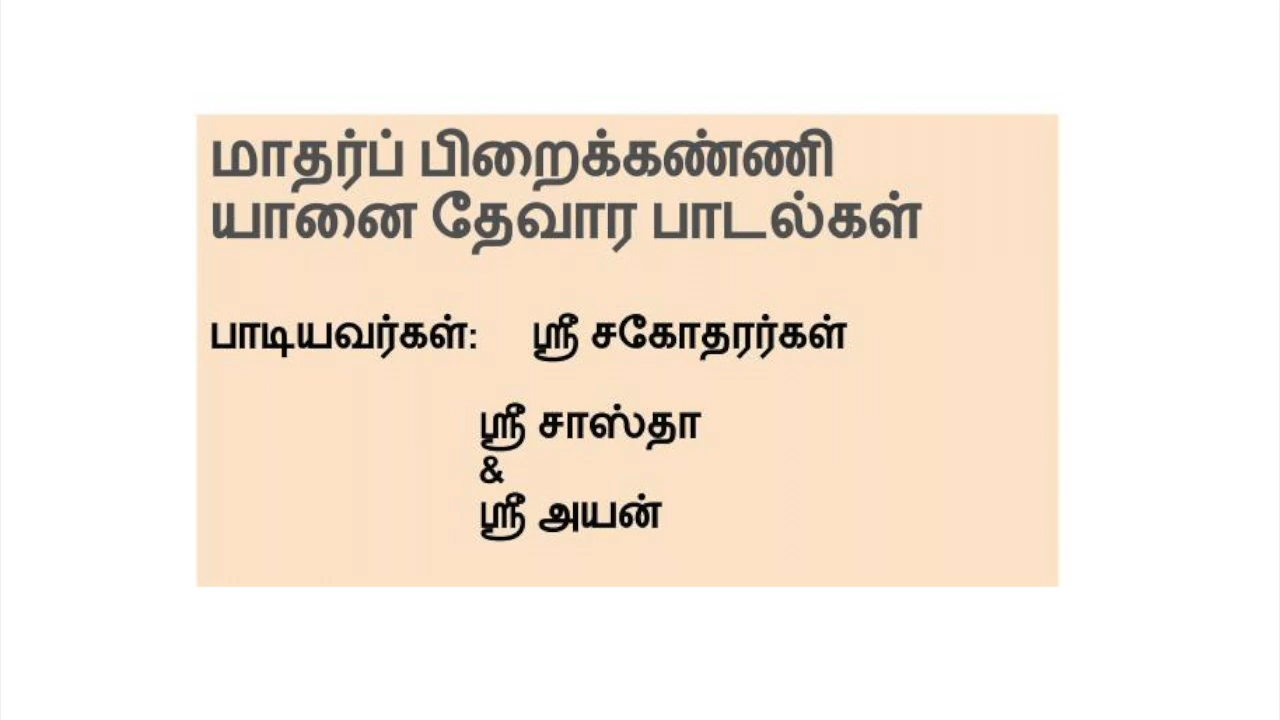 மாதர்ப் பிறைக்கண்ணி
யானை தேவார பாடல்கள்
பாடியவர்கள்: ஸ்ரீ சகோதரர்கள்
ஸ்ரீ சாஸ்தா
&
ஸ்ரீ அயன்